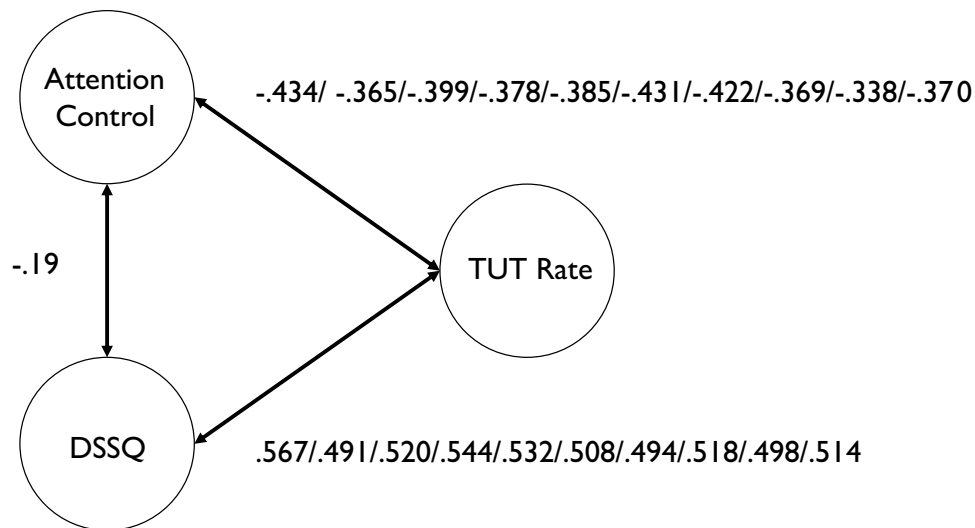 Attention
Control
-.434/ -.365/-.399/-.378/-.385/-.431/-.422/-.369/-.338/-.370
-.19
TUT Rate
DSSQ
.567/.491/.520/.544/.532/.508/.494/.518/.498/.514